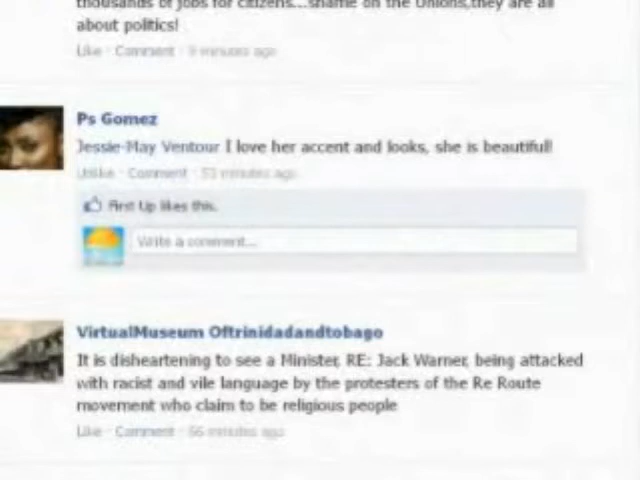 thousands of jobs for citizens...shame on the Unions,they are all
about politics!
Like · Comment · 9 minutes ago
Ps Gomez
Jessie-May Ventour I love her accent and looks, she is beautiful!
Unlike · Comment · 53 minutes ago
First Up likes this.
Write a comment...
VirtualMuseum Oftrinidadandtobago
It is disheartening to see a Minister, RE: Jack Warner, being attacked
with racist and vile language by the protesters of the Re Route
movement who claim to be religious people
Like · Comment · 56 minutes ago